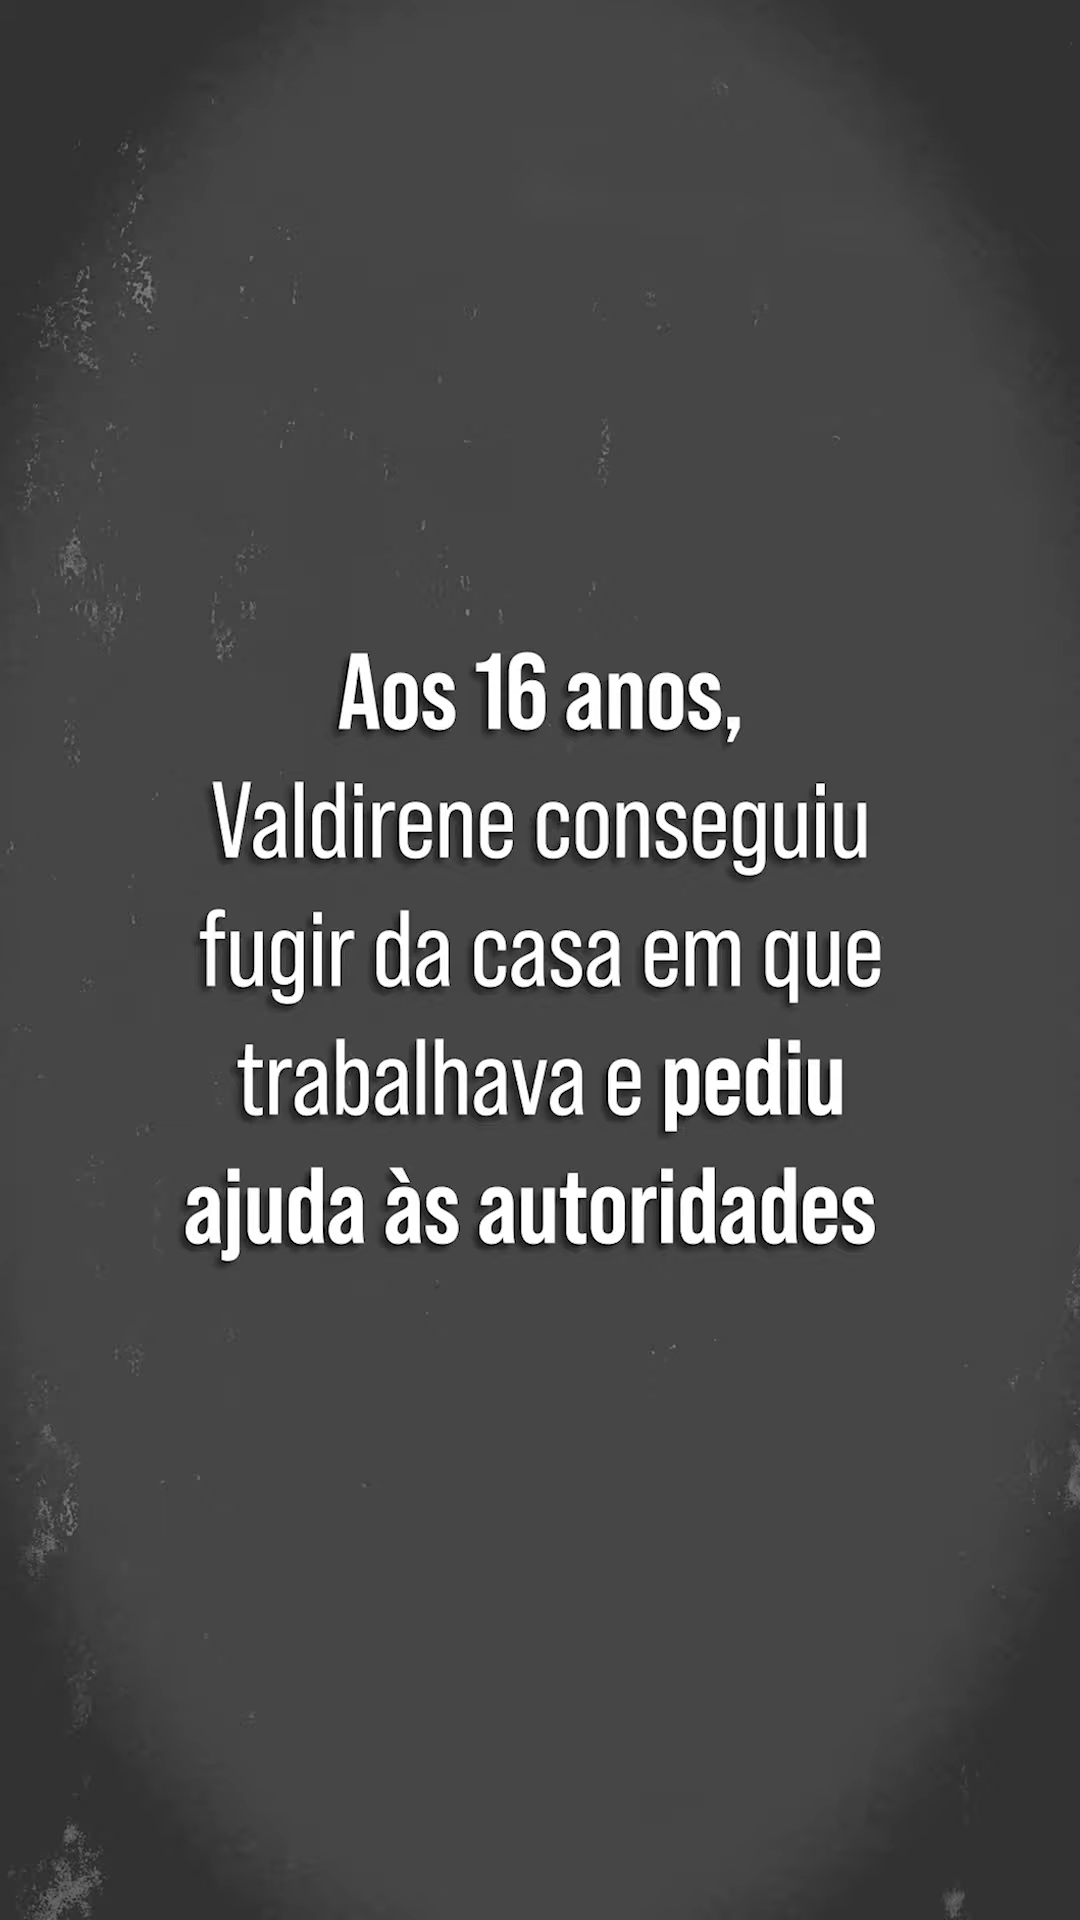 Aos 16 anos,
Valdirene conseguiu
fugir da casa em que
trabalhava e pediu
ajuda às autoridades